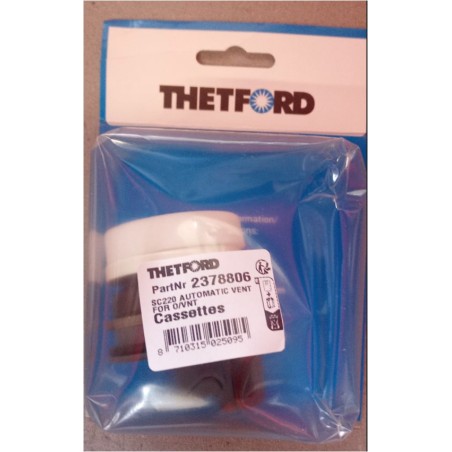 THETFORD
THETFORD
PartNr 2378806
SC220 AUTOMATIC VENT
FOR O/VNT
Cassettes
8 710315 025095